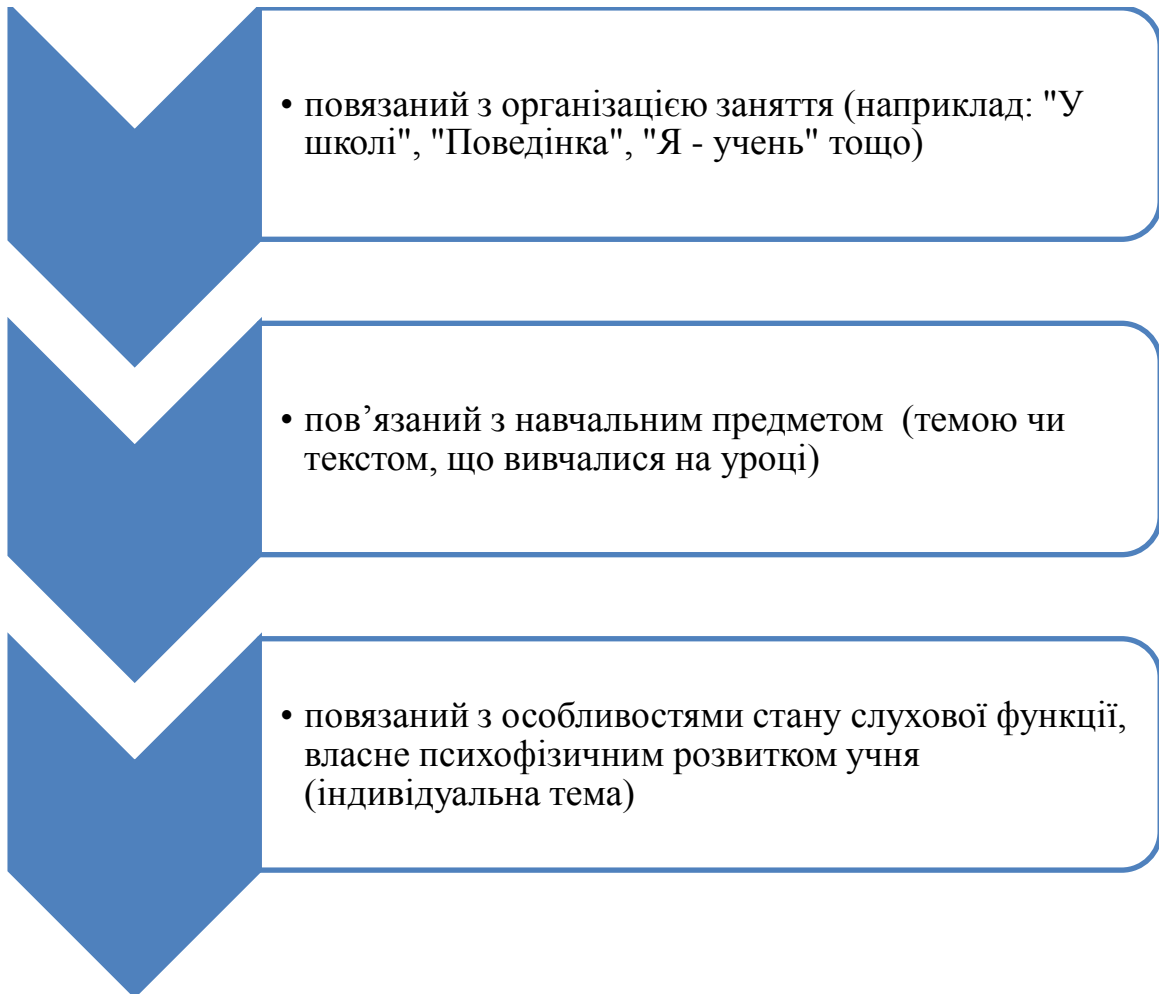 • повязаний з організацією заняття (наприклад: "У
школі", "Поведінка", "Я - учень" тощо)
• пов’язаний з навчальним предметом  (темою чи
текстом, що вивчалися на уроці)
• повязаний з особливостями стану слухової функції,
власне психофізичним розвитком учня
(індивідуальна тема)